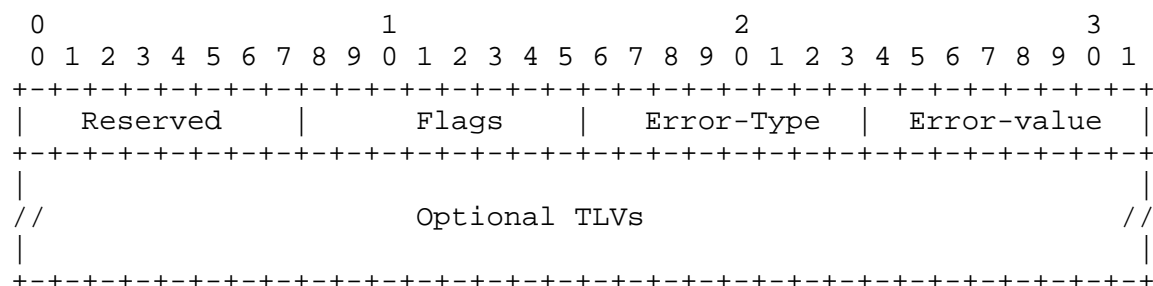 0                   1                   2                   3
 0 1 2 3 4 5 6 7 8 9 0 1 2 3 4 5 6 7 8 9 0 1 2 3 4 5 6 7 8 9 0 1
+-+-+-+-+-+-+-+-+-+-+-+-+-+-+-+-+-+-+-+-+-+-+-+-+-+-+-+-+-+-+-+-+
|   Reserved    |      Flags    |   Error-Type  |  Error-value  |
+-+-+-+-+-+-+-+-+-+-+-+-+-+-+-+-+-+-+-+-+-+-+-+-+-+-+-+-+-+-+-+-+
|                                                               |
//                     Optional TLVs                           //
|                                                               |
+-+-+-+-+-+-+-+-+-+-+-+-+-+-+-+-+-+-+-+-+-+-+-+-+-+-+-+-+-+-+-+-+